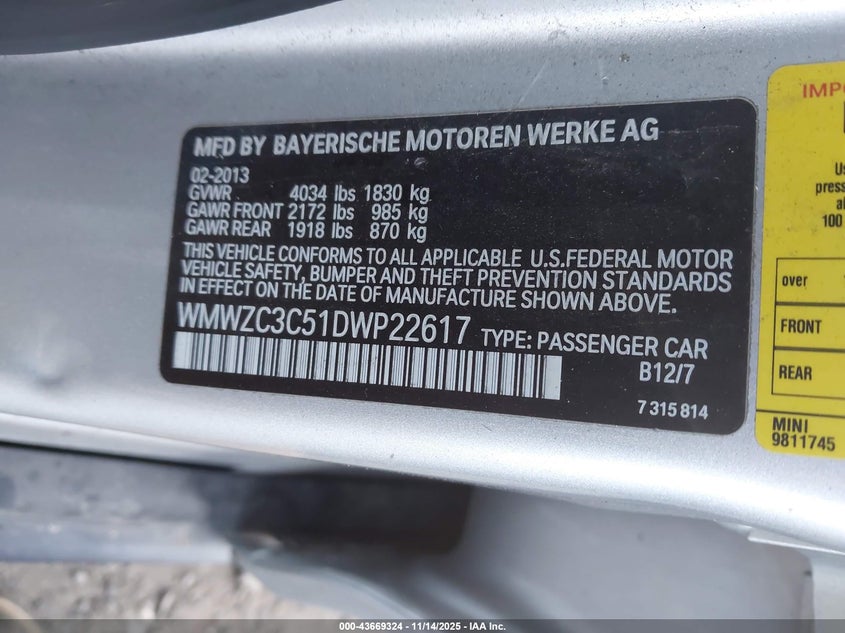 MFD BY BAYERISCHE MOTOREN WERKE AG
02-2013
GVWR 4034 lbs 1830 kg
GAWR FRONT 2172 lbs 985 kg
GAWR REAR 1918 lbs 870 kg
THIS VEHICLE CONFORMS TO ALL APPLICABLE U.S.FEDERAL MOTOR
VEHICLE SAFETY, BUMPER AND THEFT PREVENTION STANDARDS
IN EFFECT ON THE DATE OF MANUFACTURE SHOWN ABOVE.
WMWZC3C51DWP22617 TYPE: PASSENGER CAR
B12/7
7 315 814
IMPO
press
100
over
FRONT
REAR
MINI
9811745
000-43669324 | 11/14/2025 - IAA Inc.